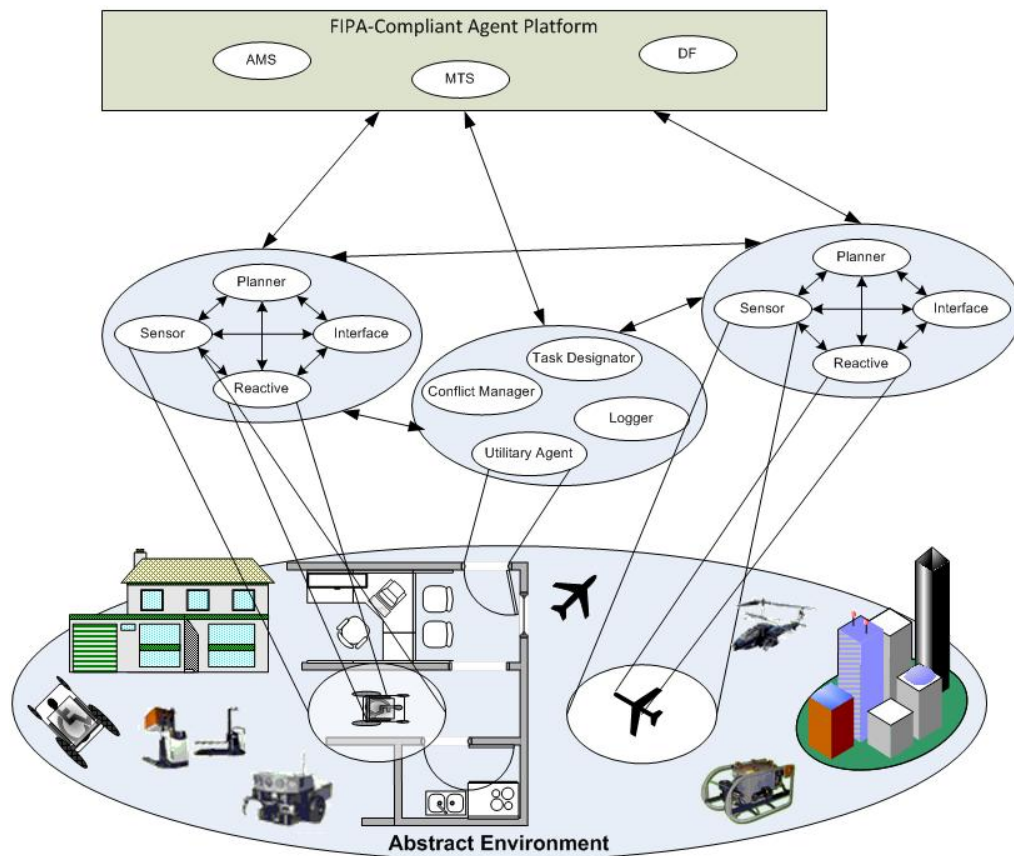 FIPA-Compliant Agent Platform
AMS
MTS
DF
Planner
Sensor
Interface
Reactive
Planner
Sensor
Interface
Reactive
Task Designator
Conflict Manager
Logger
Utilitary Agent
Abstract Environment